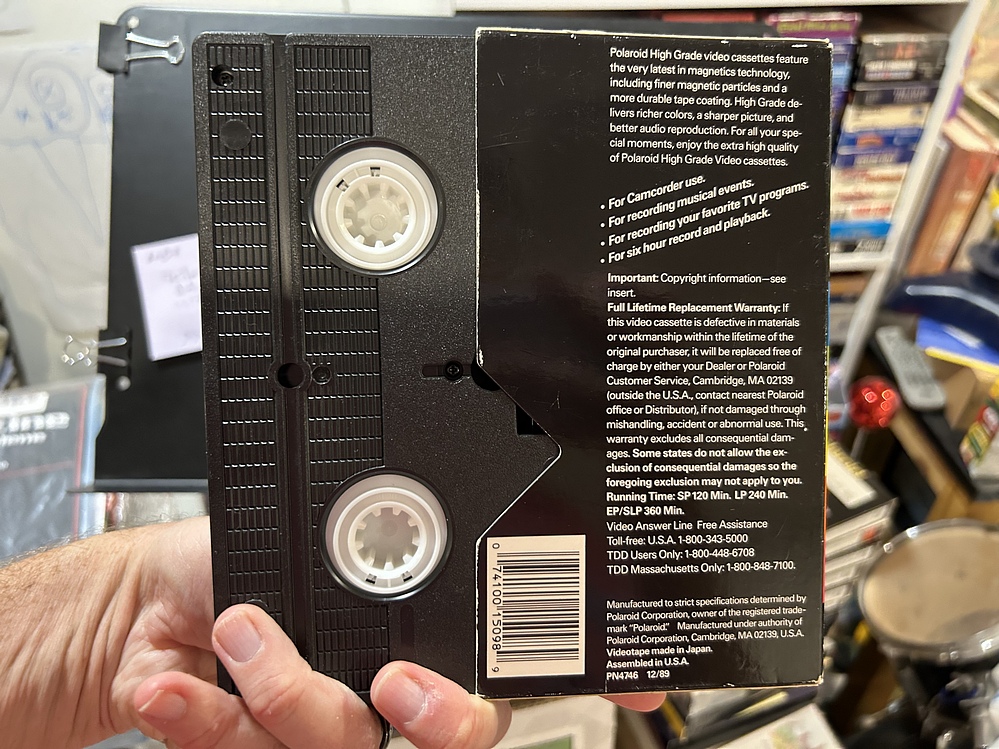 Polaroid High Grade video cassettes feature
the very latest in magnetics technology,
including finer magnetic particles and a
more durable tape coating. High Grade de-
livers richer colors, a sharper picture, and
better audio reproduction. For all your spe-
cial moments, enjoy the extra high quality
of Polaroid High Grade Video cassettes.
• For Camcorder use.
• For recording musical events.
• For recording your favorite TV programs.
• For six hour record and playback.
Important: Copyright information—see
insert.
Full Lifetime Replacement Warranty: If
this video cassette is defective in materials
or workmanship within the lifetime of the
original purchaser, it will be replaced free of
charge by either your Dealer or Polaroid
Customer Service, Cambridge, MA 02139
(outside the U.S.A., contact nearest Polaroid
office or Distributor), if not damaged through
mishandling, accident or abnormal use. This
warranty excludes all consequential dam-
ages. Some states do not allow the ex-
clusion of consequential damages so the
foregoing exclusion may not apply to you.
Running Time: SP 120 Min. LP 240 Min.
EP/SLP 360 Min.
Video Answer Line Free Assistance
Toll-free: U.S.A. 1-800-343-5000
TDD Users Only: 1-800-448-6708
TDD Massachusetts Only: 1-800-848-7100.
Manufactured to strict specifications determined by
Polaroid Corporation, owner of the registered trade-
mark "Polaroid." Manufactured under authority of
Polaroid Corporation, Cambridge, MA 02139, U.S.A.
Videotape made in Japan.
Assembled in U.S.A.
PN4746 12/89
0 74100 15098 9